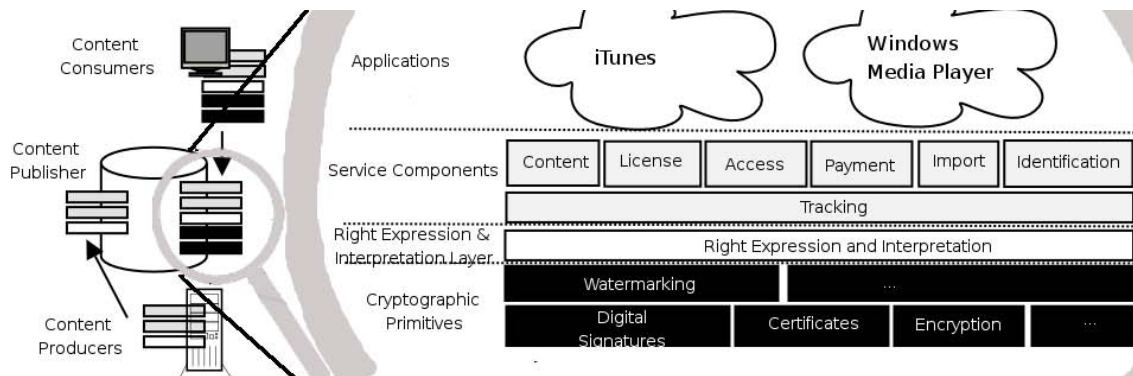 Content
Consumers
Content
Publisher
Content
Producers
Applications
iTunes
Windows
Media Player
Service Components
Content
License
Access
Payment
Import
Identification
Tracking
Right Expression &
Interpretation Layer
Right Expression and Interpretation
Cryptographic
Primitives
Watermarking
...
Digital
Signatures
Certificates
Encryption
...